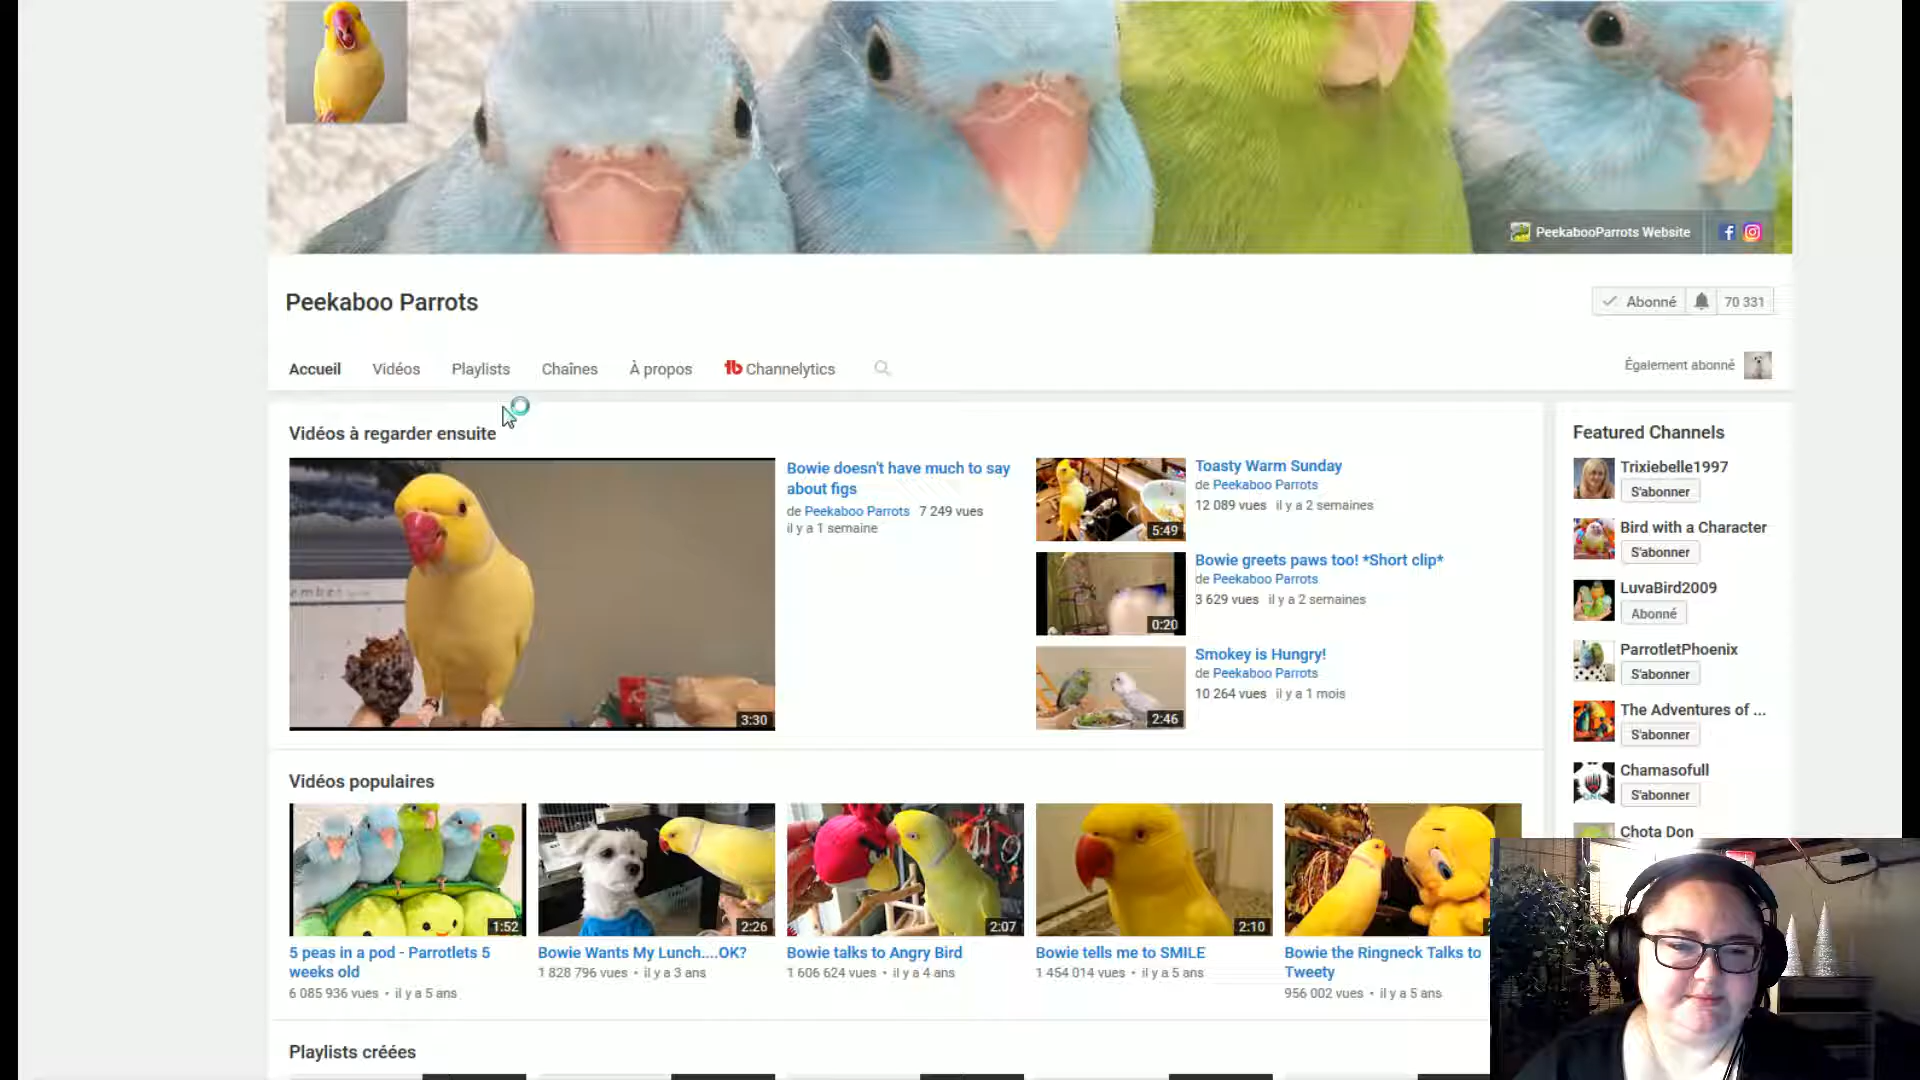 PeekabooParrots Website
Peekaboo Parrots
Abonné 70 331
Accueil Vidéos Playlists Chaînes À propos Channelytics
Également abonné
Vidéos à regarder ensuite
3:30
Bowie doesn't have much to say
about figs
de Peekaboo Parrots 7 249 vues
il y a 1 semaine
5:49
Toasty Warm Sunday
de Peekaboo Parrots
12 089 vues il y a 2 semaines
0:20
Bowie greets paws too! *Short clip*
de Peekaboo Parrots
3 629 vues il y a 2 semaines
2:46
Smokey is Hungry!
de Peekaboo Parrots
10 264 vues il y a 1 mois
Featured Channels
Trixiebelle1997
S'abonner
Bird with a Character
S'abonner
LuvaBird2009
Abonné
ParrotletPhoenix
S'abonner
The Adventures of ...
S'abonner
Chamasofull
S'abonner
Chota Don
Vidéos populaires
1:52
5 peas in a pod - Parrotlets 5
weeks old
6 085 936 vues • il y a 5 ans
2:26
Bowie Wants My Lunch....OK?
1 828 796 vues • il y a 3 ans
2:07
Bowie talks to Angry Bird
1 606 624 vues • il y a 4 ans
2:10
Bowie tells me to SMILE
1 454 014 vues • il y a 5 ans
Bowie the Ringneck Talks to
Tweety
956 002 vues • il y a 5 ans
Playlists créées